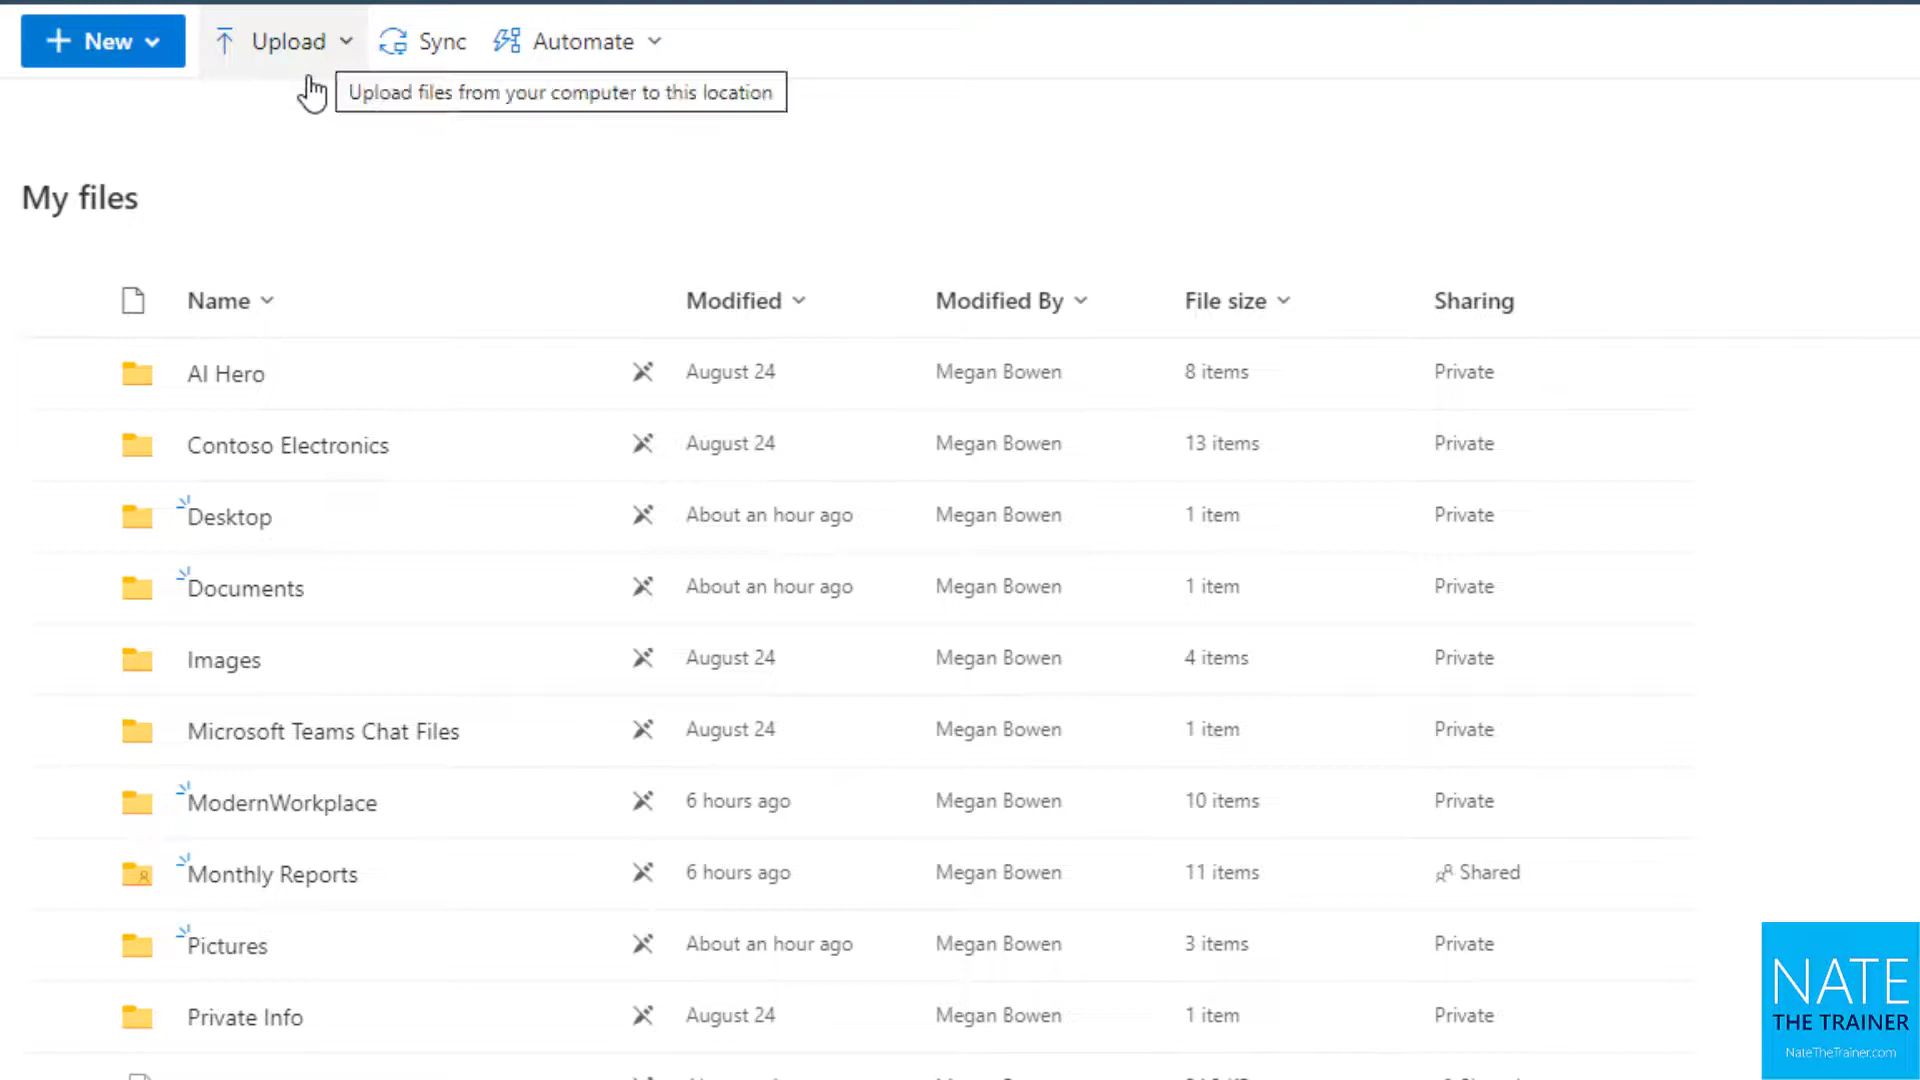 New Upload Sync Automate
Upload files from your computer to this location
My files
Name Modified Modified By File size Sharing
AI Hero August 24 Megan Bowen 8 items Private
Contoso Electronics August 24 Megan Bowen 13 items Private
Desktop About an hour ago Megan Bowen 1 item Private
Documents About an hour ago Megan Bowen 1 item Private
Images August 24 Megan Bowen 4 items Private
Microsoft Teams Chat Files August 24 Megan Bowen 1 item Private
ModernWorkplace 6 hours ago Megan Bowen 10 items Private
Monthly Reports 6 hours ago Megan Bowen 11 items Shared
Pictures About an hour ago Megan Bowen 3 items Private
Private Info August 24 Megan Bowen 1 item Private
NATE
THE TRAINER
NateTheTrainer.com